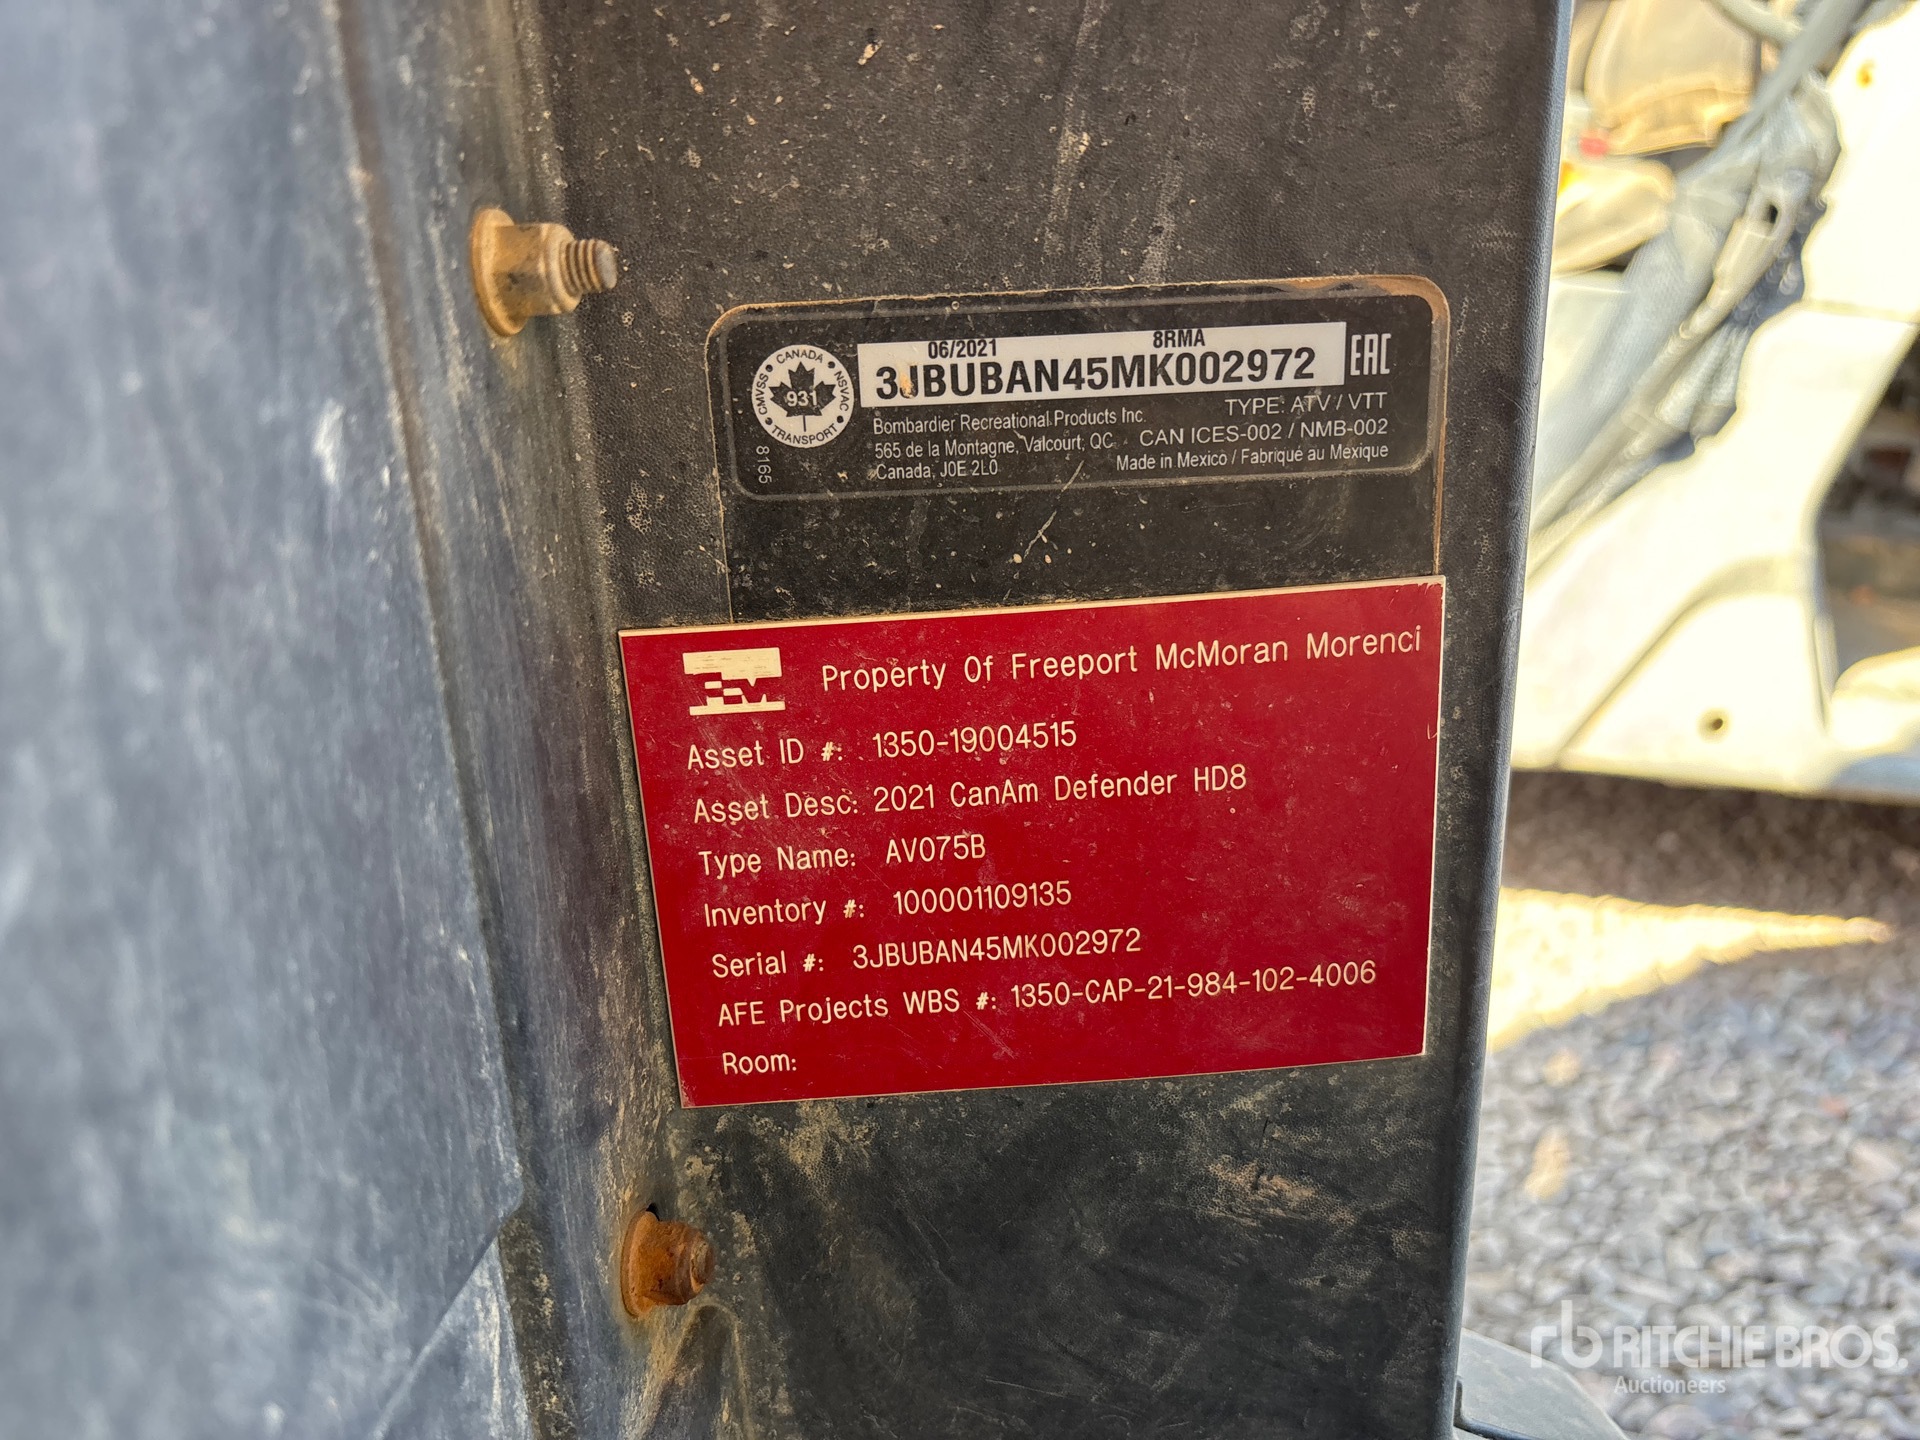 CANADA
CMVSS 931 NSVAC
TRANSPORT
8165
06/2021 8RMA
3JBUBAN45MK002972
EAC
Bombardier Recreational Products Inc.
565 de la Montagne, Valcourt, QC
Canada, J0E 2L0
TYPE: ATV / VTT
CAN ICES-002 / NMB-002
Made in Mexico / Fabriqué au Mexique
Property Of Freeport McMoran Morenci
Asset ID #: 1350-19004515
Asset Desc: 2021 CanAm Defender HD8
Type Name: AV075B
Inventory #: 100001109135
Serial #: 3JBUBAN45MK002972
AFE Projects WBS #: 1350-CAP-21-984-102-4006
Room:
rb RITCHIE BROS.
Auctioneers